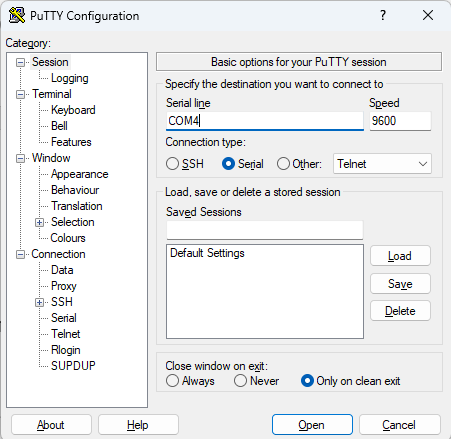 PuTTY Configuration
?
Category:
Session
Logging
Terminal
Keyboard
Bell
Features
Window
Appearance
Behaviour
Translation
Selection
Colours
Connection
Data
Proxy
SSH
Serial
Telnet
Rlogin
SUPDUP
Basic options for your PuTTY session
Specify the destination you want to connect to
Serial line Speed
COM4 9600
Connection type:
SSH Serial Other: Telnet
Load, save or delete a stored session
Saved Sessions
Default Settings
Load
Save
Delete
Close window on exit:
Always Never Only on clean exit
About Help Open Cancel